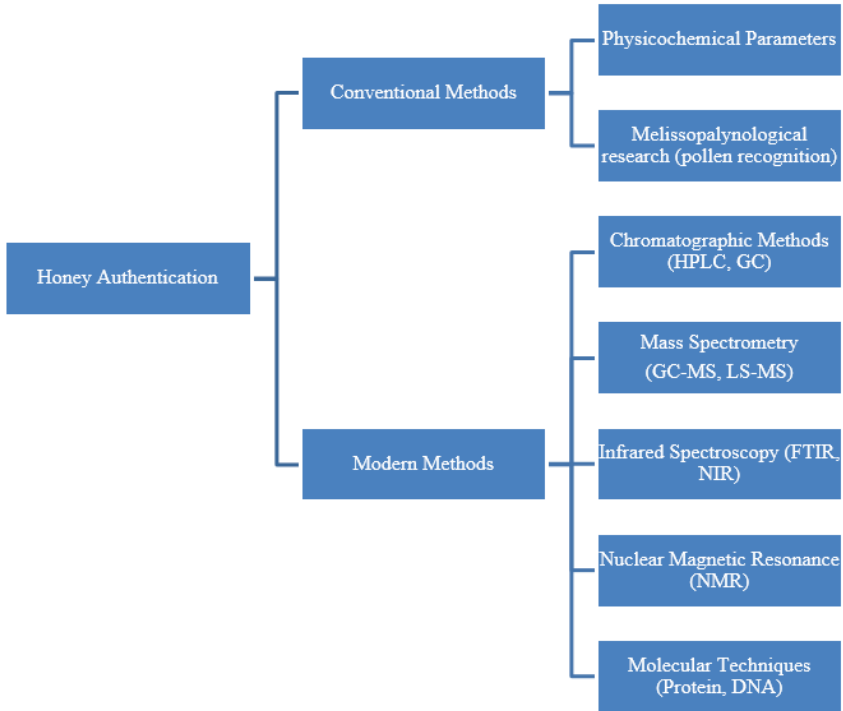 Honey Authentication
Conventional Methods
Physicochemical Parameters
Melissopalynological
research (pollen recognition)
Modern Methods
Chromatographic Methods
(HPLC, GC)
Mass Spectrometry
(GC-MS, LS-MS)
Infrared Spectroscopy (FTIR,
NIR)
Nuclear Magnetic Resonance
(NMR)
Molecular Techniques
(Protein, DNA)